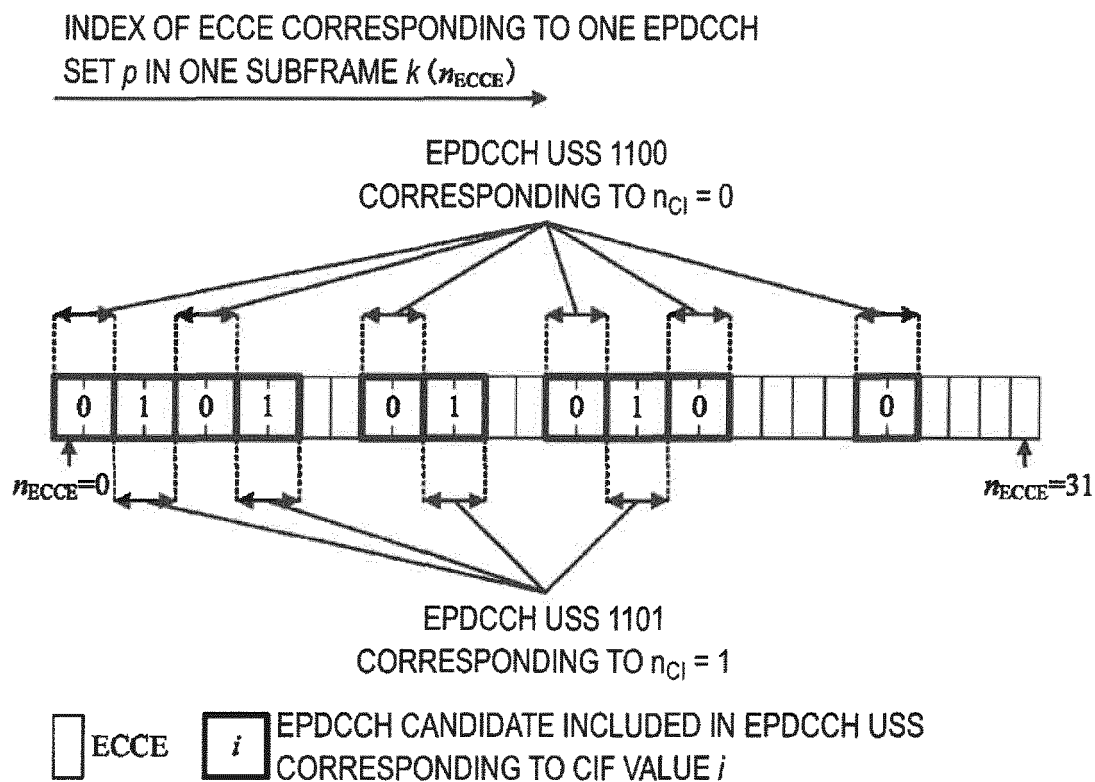 INDEX OF ECCE CORRESPONDING TO ONE EPDCCH
SET p IN ONE SUBFRAME k (nECCE)
EPDCCH USS 1100
CORRESPONDING TO nCI = 0
0 1 0 1 0 1 0 1 0 0
nECCE=0
nECCE=31
EPDCCH USS 1101
CORRESPONDING TO nCI = 1
ECCE
i
EPDCCH CANDIDATE INCLUDED IN EPDCCH USS
CORRESPONDING TO CIF VALUE i